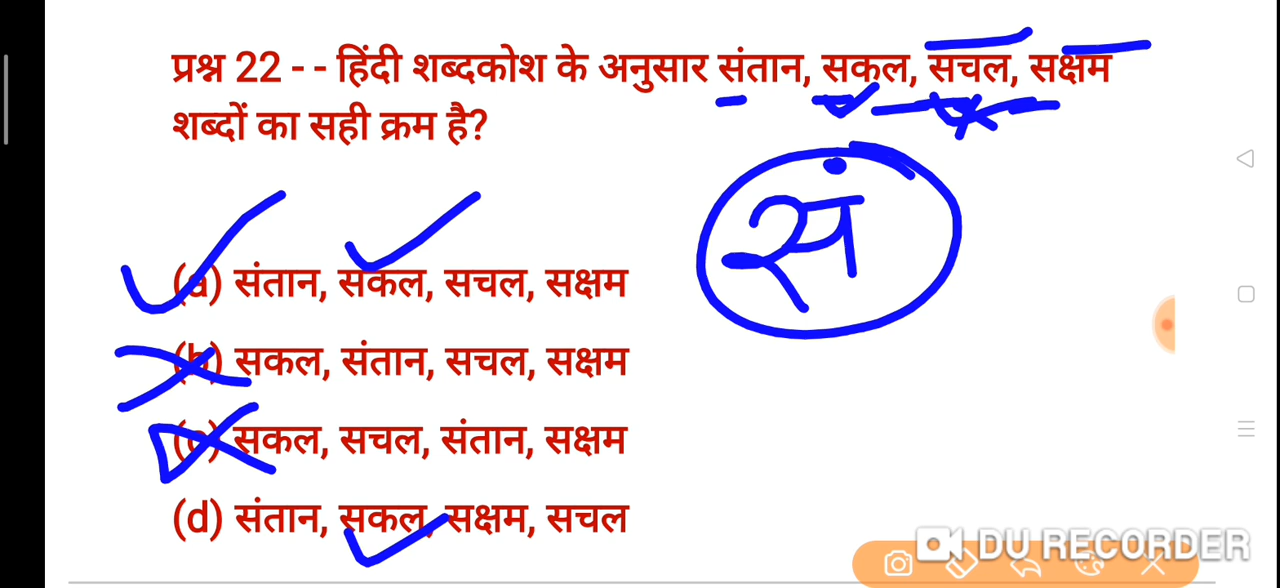 प्रश्न 22 - - हिंदी शब्दकोश के अनुसार संतान, सकल, सचल, सक्षम
शब्दों का सही क्रम है?
सं
(a) संतान, सकल, सचल, सक्षम
(b) सकल, संतान, सचल, सक्षम
(c) सकल, सचल, संतान, सक्षम
(d) संतान, सकल, सक्षम, सचल
DU RECORDER